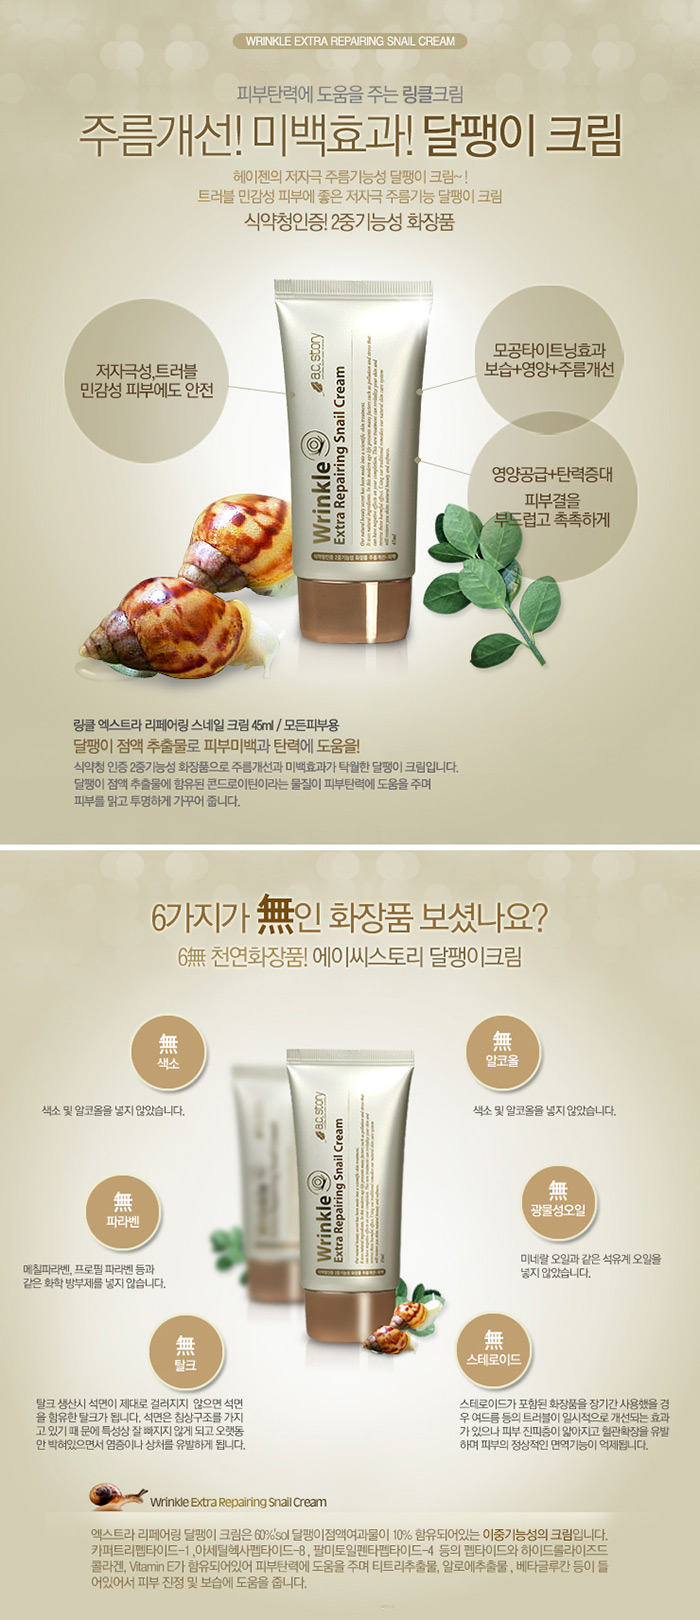 WRINKLE EXTRA REPAIRING SNAIL CREAM
피부탄력에 도움을 주는 링클크림
주름개선! 미백효과! 달팽이 크림
헤이젠의 저자극 주름기능성 달팽이 크림~!
트러블 민감성 피부에 좋은 저자극 주름기능 달팽이 크림
식약청인증! 2중기능성 화장품
저자극성,트러블
민감성 피부에도 안전
모공타이트닝효과
보습+영양+주름개선
영양공급+탄력증대
피부결을
부드럽고 촉촉하게
a.c. story
Wrinkle
Extra Repairing Snail Cream
45ml
링클 엑스트라 리페어링 스네일 크림 45ml / 모든피부용
달팽이 점액 추출물로 피부미백과 탄력에 도움을!
식약청 인증 2중기능성 화장품으로 주름개선과 미백효과가 탁월한 달팽이 크림입니다.
달팽이 점액 추출물에 함유된 콘드로이틴이라는 물질이 피부탄력에 도움을 주며
피부를 맑고 투명하게 가꾸어 줍니다.
6가지가 無인 화장품 보셨나요?
6無 천연화장품! 에이씨스토리 달팽이크림
無
색소
색소 및 알코올을 넣지 않았습니다.
無
알코올
색소 및 알코올을 넣지 않았습니다.
無
파라벤
메칠파라벤, 프로필 파라벤 등과
같은 화학 방부제를 넣지 않습니다.
無
광물성오일
미네랄 오일과 같은 석유계 오일을
넣지 않았습니다.
無
탈크
탈크 생산시 석면이 제대로 걸러지지 않으면 석면
을 함유한 탈크가 됩니다. 석면은 침상구조를 가지
고 있기 때 문에 특성상 잘 빠지지 않게 되고 오랫동
안 박혀있으면서 염증이나 상처를 유발하게 됩니다.
無
스테로이드
스테로이드가 포함된 화장품을 장기간 사용했을 경
우 여드름 등의 트러블이 일시적으로 개선되는 효과
가 있으나 피부 진피층이 얇아지고 혈관확장을 유발
하며 피부의 정상적인 면역기능이 억제됩니다.
a.c. story
Wrinkle
Extra Repairing Snail Cream
Wrinkle Extra Repairing Snail Cream
엑스트라 리페어링 달팽이 크림은 60%'sol 달팽이점액여과물이 10% 함유되어있는 이중기능성의 크림입니다.
카퍼트리펩타이드-1 ,아세틸헥사펩타이드-8 , 팔미토일펜타펩타이드-4 등의 펩타이드와 하이드롤라이즈드
콜라겐, Vitamin E가 함유되어있어 피부탄력에 도움을 주며 티트리추출물, 알로에추출물 , 베타글루칸 등이 들
어있어서 피부 진정 및 보습에 도움을 줍니다.